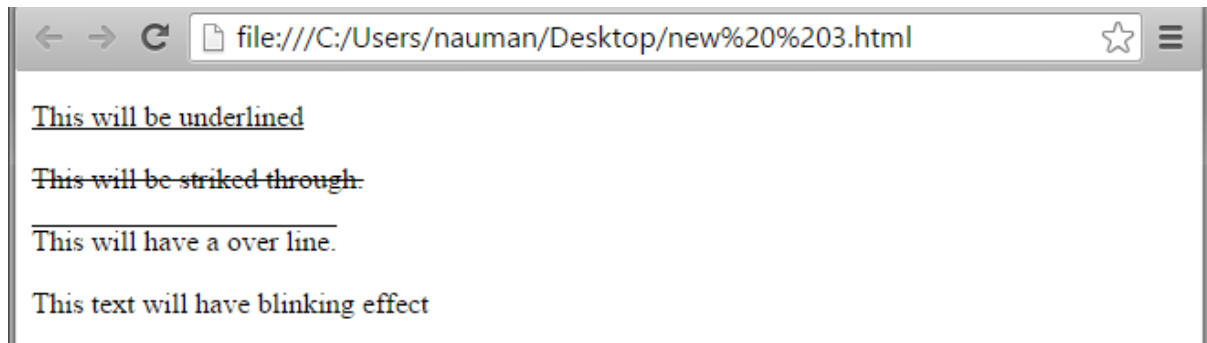 file:///C:/Users/nauman/Desktop/new%20%203.html
This will be underlined
This will be striked through.
This will have a over line.
This text will have blinking effect